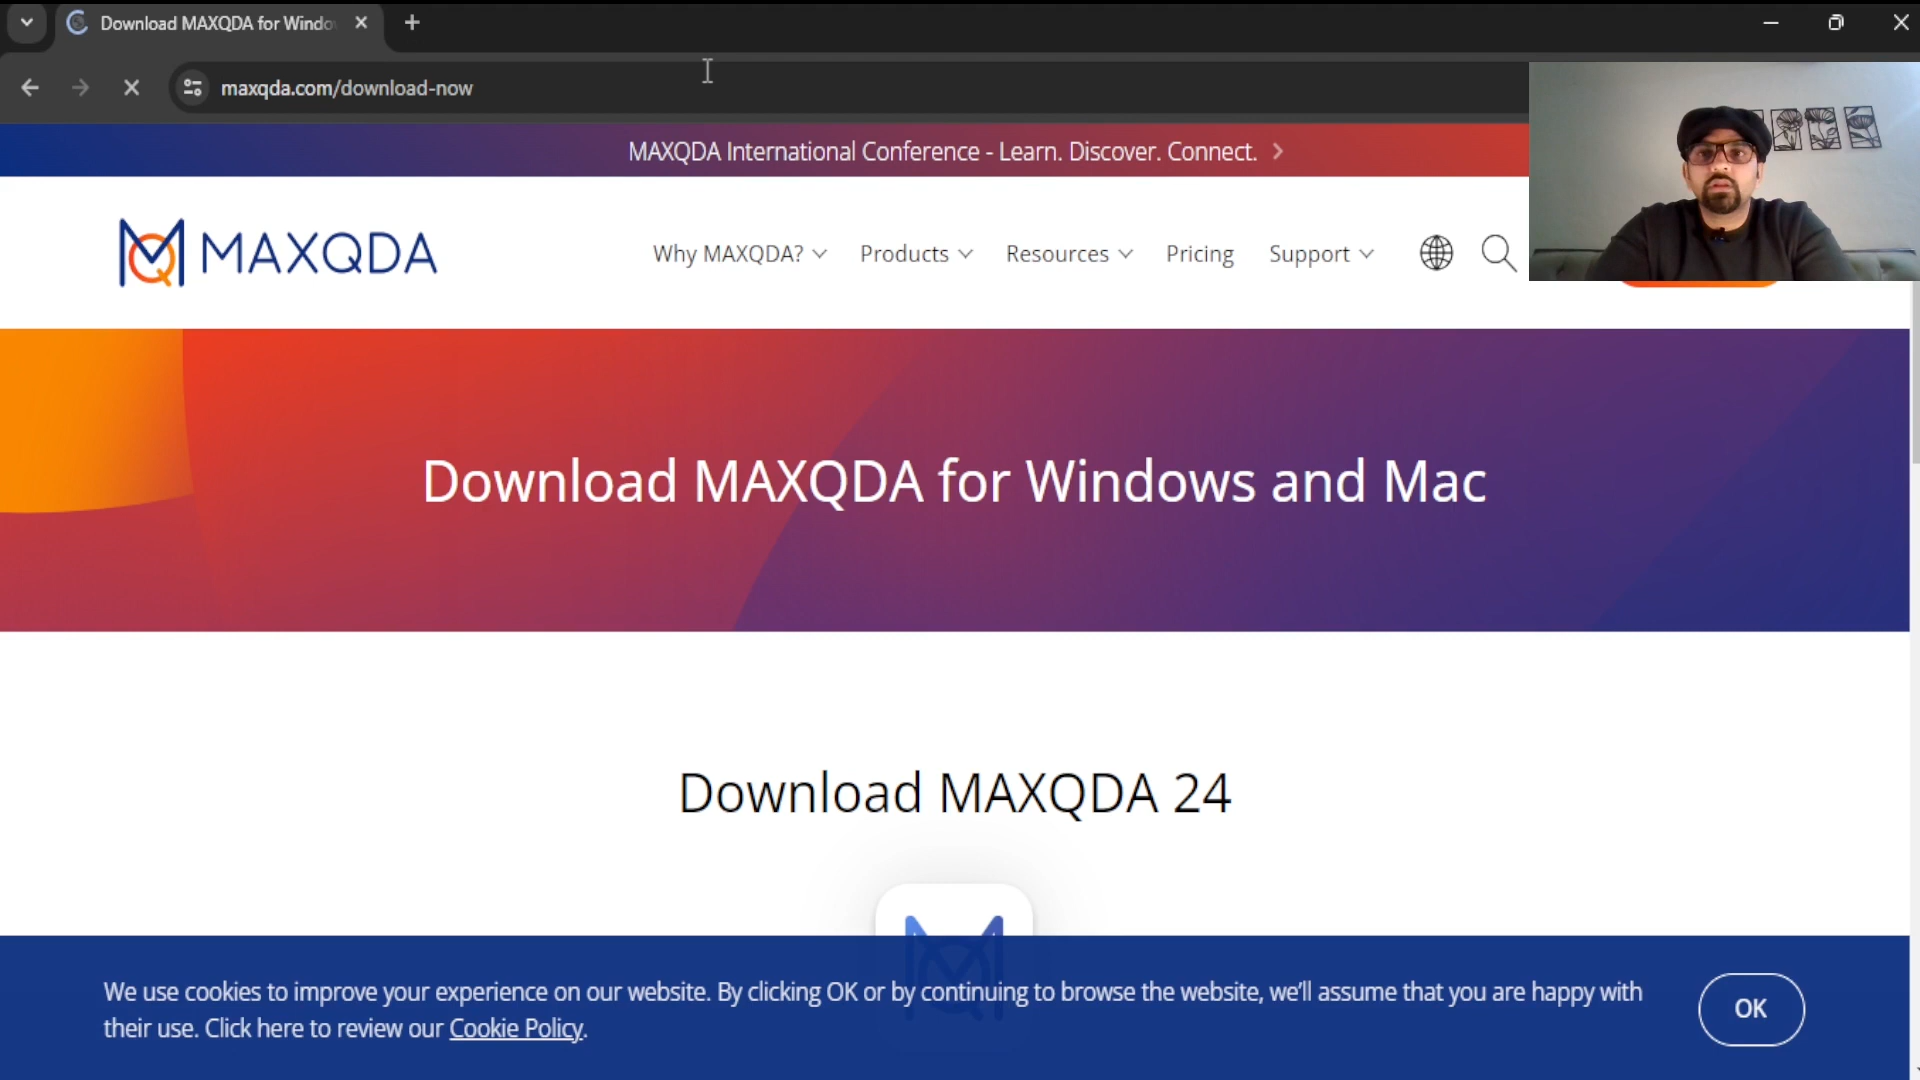 Download MAXQDA for Windo
maxqda.com/download-now
MAXQDA International Conference - Learn. Discover. Connect.
MAXQDA
Why MAXQDA? Products Resources Pricing Support
Download MAXQDA for Windows and Mac
Download MAXQDA 24
We use cookies to improve your experience on our website. By clicking OK or by continuing to browse the website, we'll assume that you are happy with
their use. Click here to review our Cookie Policy.
OK